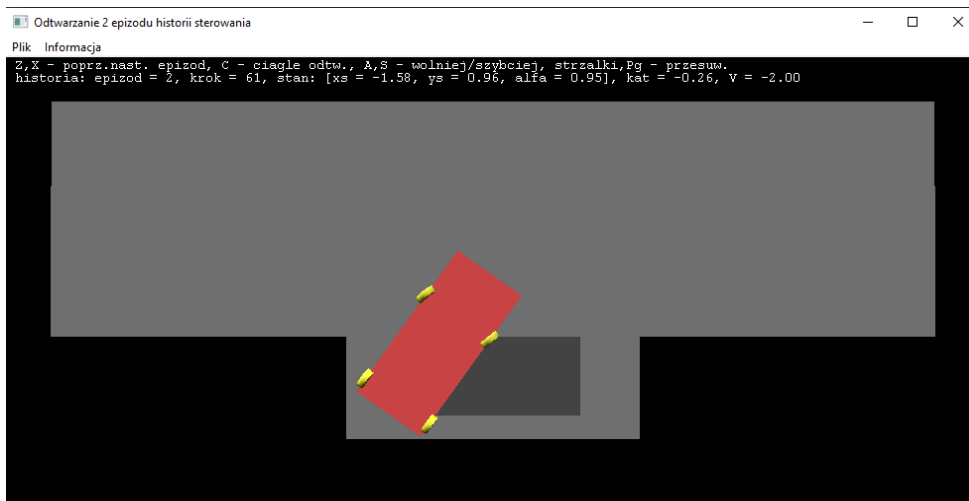 Odtwarzanie 2 epizodu historii sterowania
Plik Informacja
Z,X - poprz.nast. epizod, C - ciagle odtw., A,S - wolniej/szybciej, strzalki,Pg - przesuw.
historia: epizod = 2, krok = 61, stan: [xs = -1.58, ys = 0.96, alfa = 0.95], kat = -0.26, V = -2.00